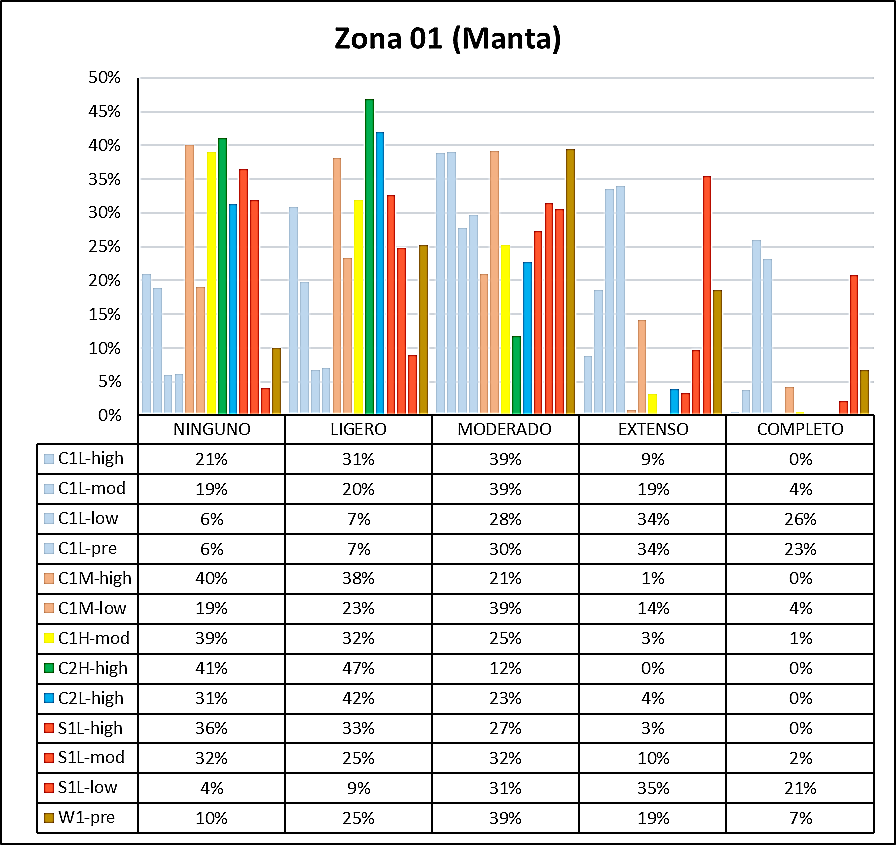 Zona 01 (Manta)
50%
45%
40%
35%
30%
25%
20%
15%
10%
5%
0%
NINGUNO LIGERO MODERADO EXTENSO COMPLETO
C1L-high 21% 31% 39% 9% 0%
C1L-mod 19% 20% 39% 19% 4%
C1L-low 6% 7% 28% 34% 26%
C1L-pre 6% 7% 30% 34% 23%
C1M-high 40% 38% 21% 1% 0%
C1M-low 19% 23% 39% 14% 4%
C1H-mod 39% 32% 25% 3% 1%
C2H-high 41% 47% 12% 0% 0%
C2L-high 31% 42% 23% 4% 0%
S1L-high 36% 33% 27% 3% 0%
S1L-mod 32% 25% 32% 10% 2%
S1L-low 4% 9% 31% 35% 21%
W1-pre 10% 25% 39% 19% 7%